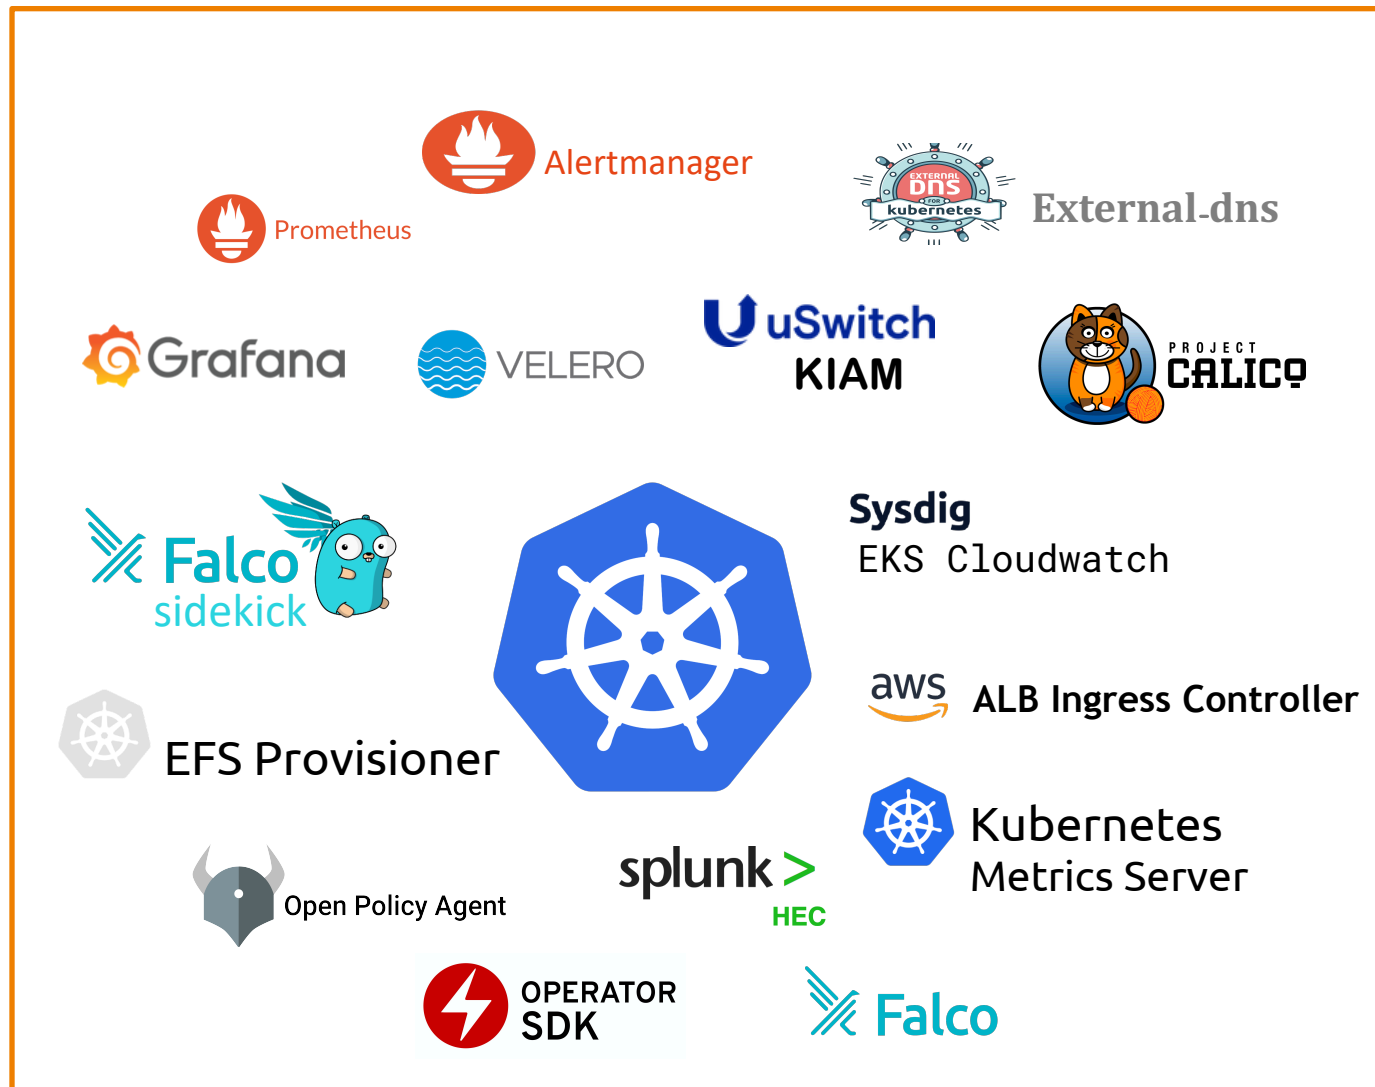 Alertmanager
Prometheus
EXTERNAL
DNS
FOR
kubernetes
External-dns
Grafana
VELERO
uSwitch
KIAM
PROJECT
CALICO
Falco
sidekick
Sysdig
EKS Cloudwatch
aws
ALB Ingress Controller
EFS Provisioner
Kubernetes
Metrics Server
Open Policy Agent
splunk>
HEC
OPERATOR
SDK
Falco